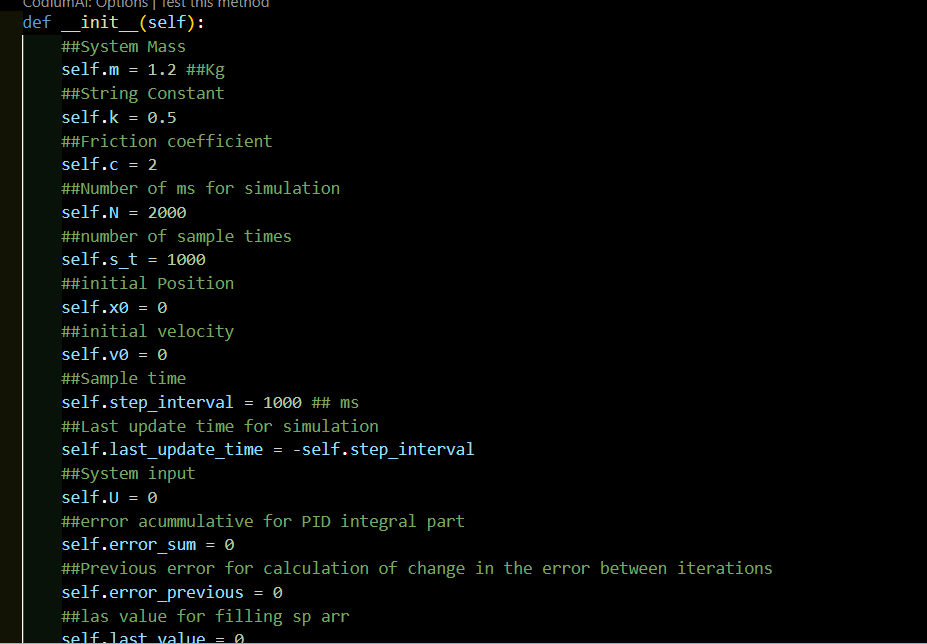 CodiumAI: Options | Test this method
def __init__(self):
##System Mass
self.m = 1.2 ##Kg
##String Constant
self.k = 0.5
##Friction coefficient
self.c = 2
##Number of ms for simulation
self.N = 2000
##number of sample times
self.s_t = 1000
##initial Position
self.x0 = 0
##initial velocity
self.v0 = 0
##Sample time
self.step_interval = 1000 ## ms
##Last update time for simulation
self.last_update_time = -self.step_interval
##System input
self.U = 0
##error acummulative for PID integral part
self.error_sum = 0
##Previous error for calculation of change in the error between iterations
self.error_previous = 0
##las value for filling sp arr
self.last_value = 0